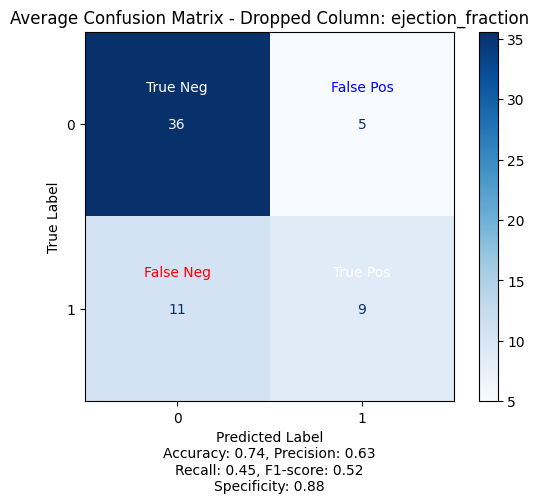 Average Confusion Matrix - Dropped Column: ejection_fraction
True Neg
False Pos
0
36
5
True Label
False Neg
True Pos
1
11
9
0
1
Predicted Label
Accuracy: 0.74, Precision: 0.63
Recall: 0.45, F1-score: 0.52
Specificity: 0.88
35
30
25
20
15
10
5